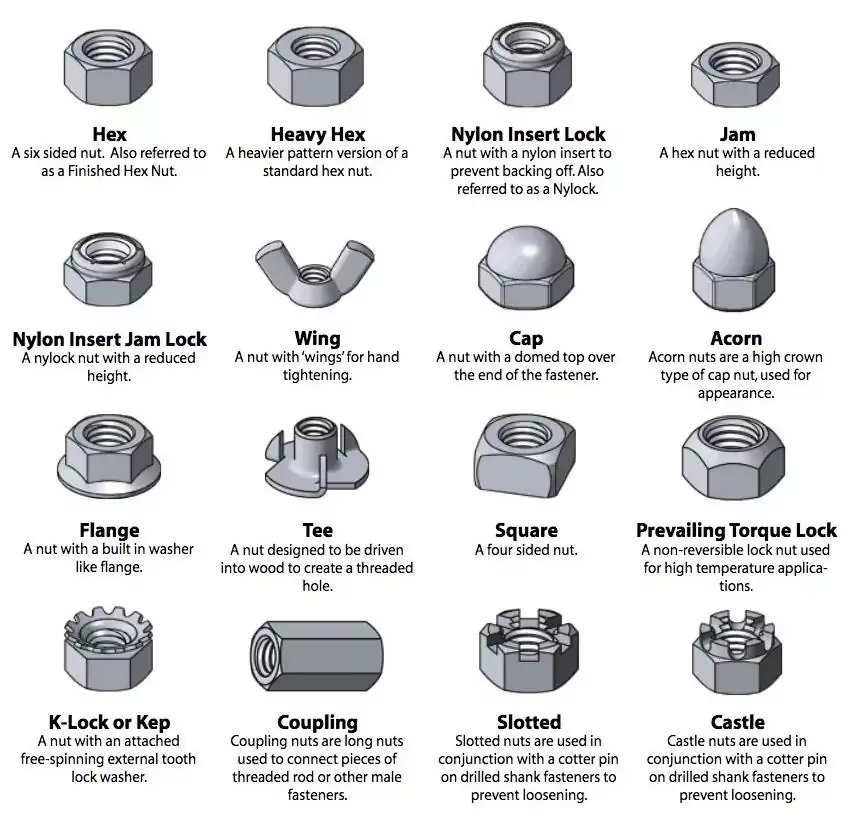 Hex
A six sided nut. Also referred to
as a Finished Hex Nut.
Heavy Hex
A heavier pattern version of a
standard hex nut.
Nylon Insert Lock
A nut with a nylon insert to
prevent backing off. Also
referred to as a Nylock.
Jam
A hex nut with a reduced
height.
Nylon Insert Jam Lock
A nylock nut with a reduced
height.
Wing
A nut with ‘wings’ for hand
tightening.
Cap
A nut with a domed top over
the end of the fastener.
Acorn
Acorn nuts are a high crown
type of cap nut, used for
appearance.
Flange
A nut with a built in washer
like flange.
Tee
A nut designed to be driven
into wood to create a threaded
hole.
Square
A four sided nut.
Prevailing Torque Lock
A non-reversible lock nut used
for high temperature applica-
tions.
K-Lock or Kep
A nut with an attached
free-spinning external tooth
lock washer.
Coupling
Coupling nuts are long nuts
used to connect pieces of
threaded rod or other male
fasteners.
Slotted
Slotted nuts are used in
conjunction with a cotter pin
on drilled shank fasteners to
prevent loosening.
Castle
Castle nuts are used in
conjunction with a cotter pin
on drilled shank fasteners to
prevent loosening.